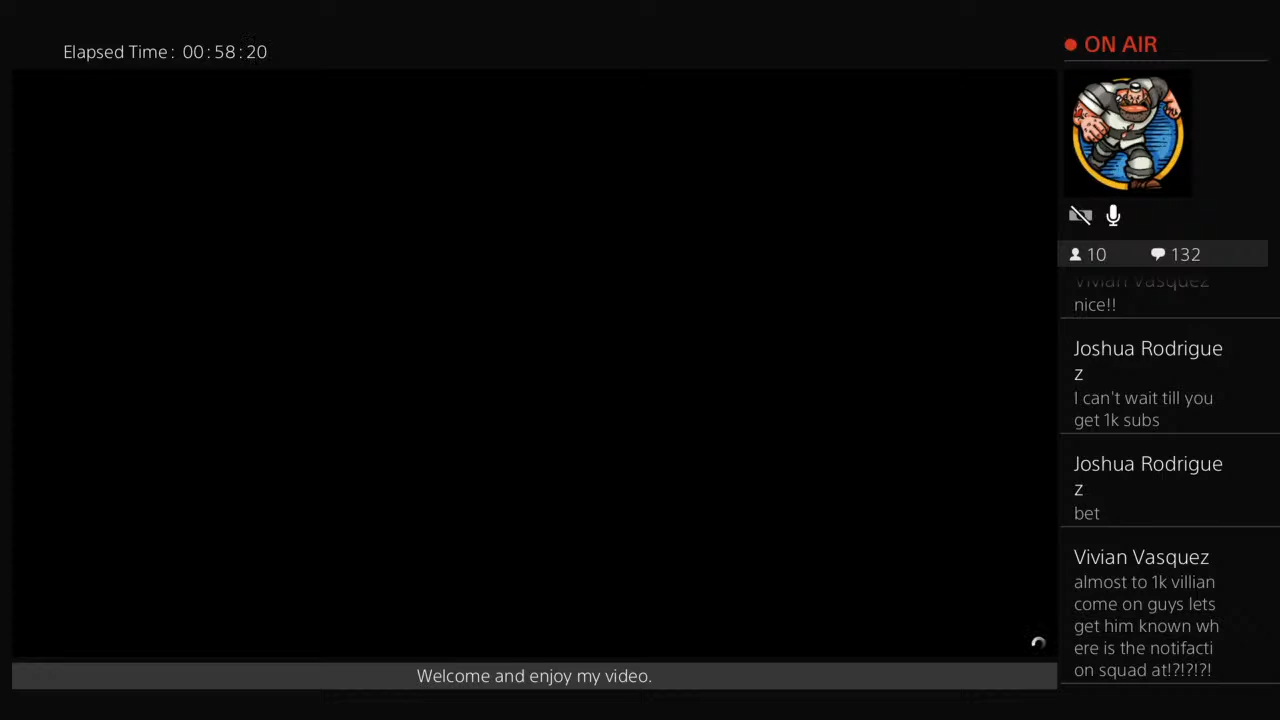 Elapsed Time: 00:58:20
ON AIR
10 132
Vivian Vasquez
nice!!
Joshua Rodrigue
z
I can't wait till you
get 1k subs
Joshua Rodrigue
z
bet
Vivian Vasquez
almost to 1k villian
come on guys lets
get him known wh
ere is the notifacti
on squad at!?!?!?!
Welcome and enjoy my video.